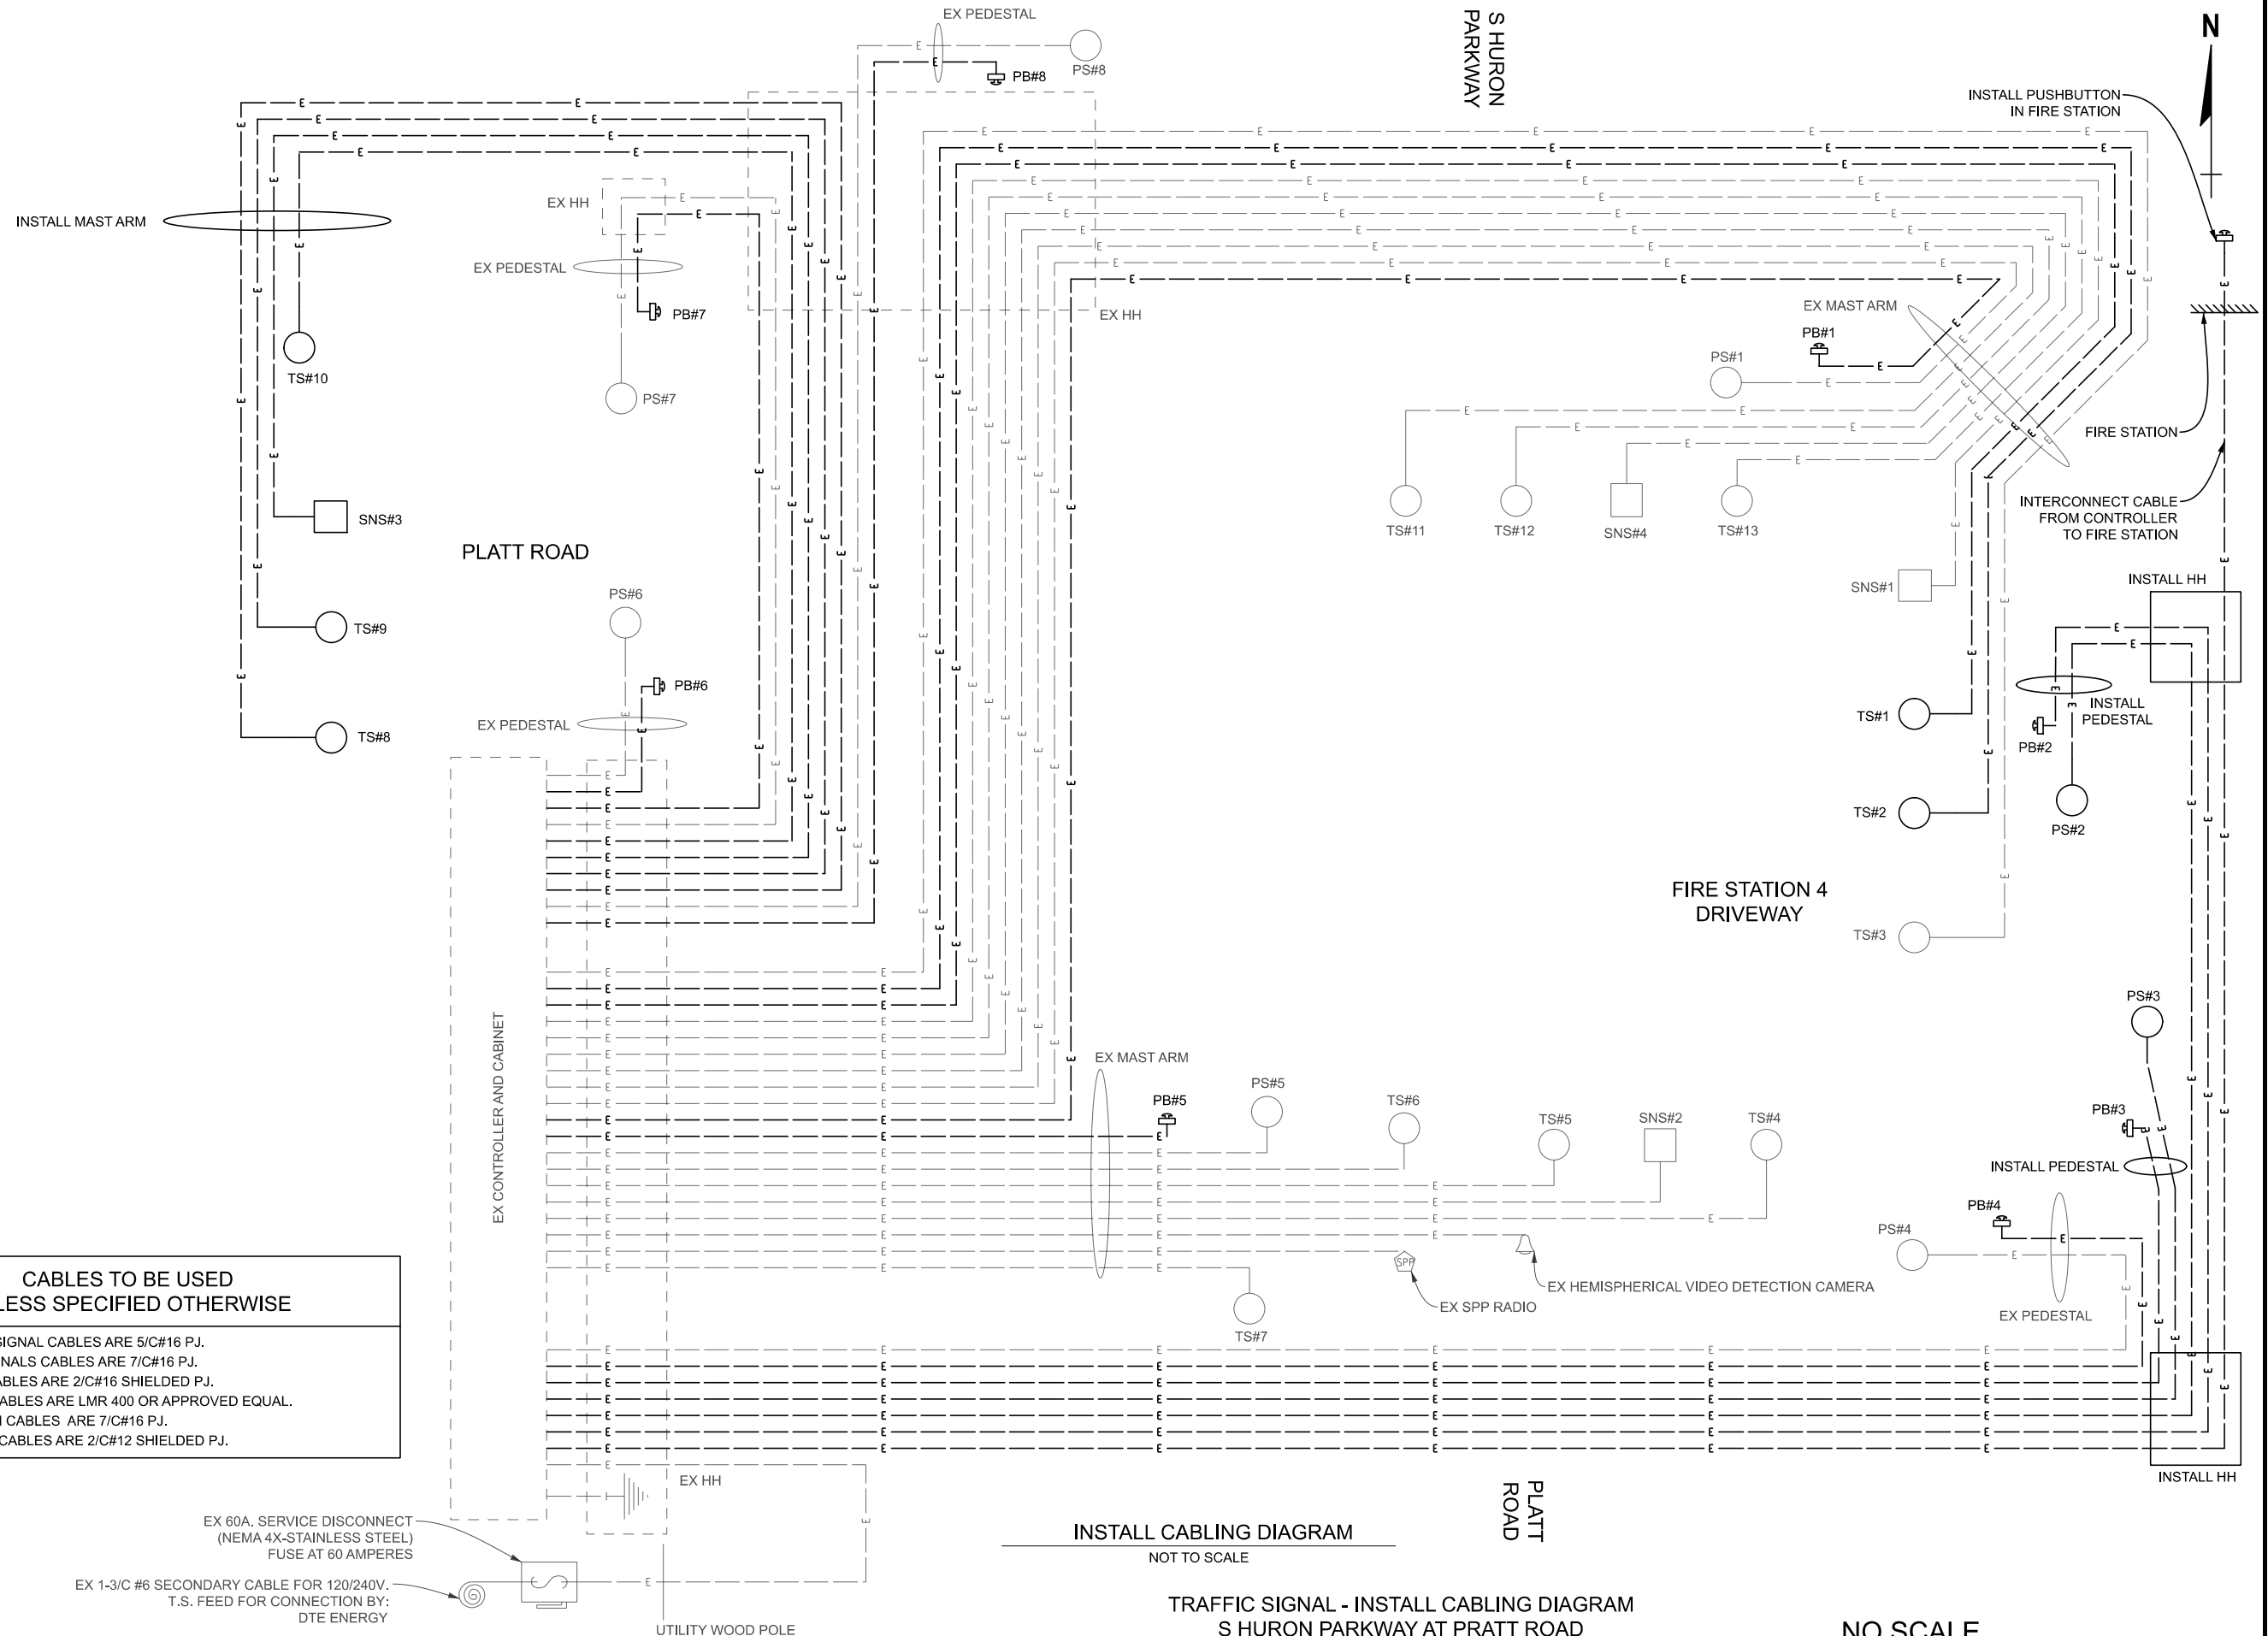 EX PEDESTAL
PB#8
PS#8
S HURON
PARKWAY
N
INSTALL PUSHBUTTON
IN FIRE STATION
INSTALL MAST ARM
EX HH
EX PEDESTAL
PB#7
PS#7
TS#10
EX HH
EX MAST ARM
PB#1
PS#1
FIRE STATION
TS#11
TS#12
SNS#4
TS#13
INTERCONNECT CABLE
FROM CONTROLLER
TO FIRE STATION
SNS#3
PLATT ROAD
SNS#1
INSTALL HH
TS#9
PS#6
PB#6
EX PEDESTAL
TS#8
TS#1
INSTALL
PEDESTAL
PB#2
TS#2
PS#2
FIRE STATION 4
DRIVEWAY
TS#3
PS#3
EX CONTROLLER AND CABINET
EX MAST ARM
PB#5
PS#5
TS#6
TS#5
SNS#2
TS#4
PB#3
INSTALL PEDESTAL
PB#4
PS#4
EX PEDESTAL
SPP
EX HEMISPHERICAL VIDEO DETECTION CAMERA
EX SPP RADIO
TS#7
CABLES TO BE USED
LESS SPECIFIED OTHERWISE
SIGNAL CABLES ARE 5/C#16 PJ.
NALS CABLES ARE 7/C#16 PJ.
ABLES ARE 2/C#16 SHIELDED PJ.
CABLES ARE LMR 400 OR APPROVED EQUAL.
CABLES ARE 7/C#16 PJ.
CABLES ARE 2/C#12 SHIELDED PJ.
EX HH
INSTALL HH
EX 60A. SERVICE DISCONNECT
(NEMA 4X-STAINLESS STEEL)
FUSE AT 60 AMPERES
EX 1-3/C #6 SECONDARY CABLE FOR 120/240V.
T.S. FEED FOR CONNECTION BY:
DTE ENERGY
UTILITY WOOD POLE
INSTALL CABLING DIAGRAM
NOT TO SCALE
PLATT
ROAD
TRAFFIC SIGNAL - INSTALL CABLING DIAGRAM
S HURON PARKWAY AT PRATT ROAD
NO SCALE